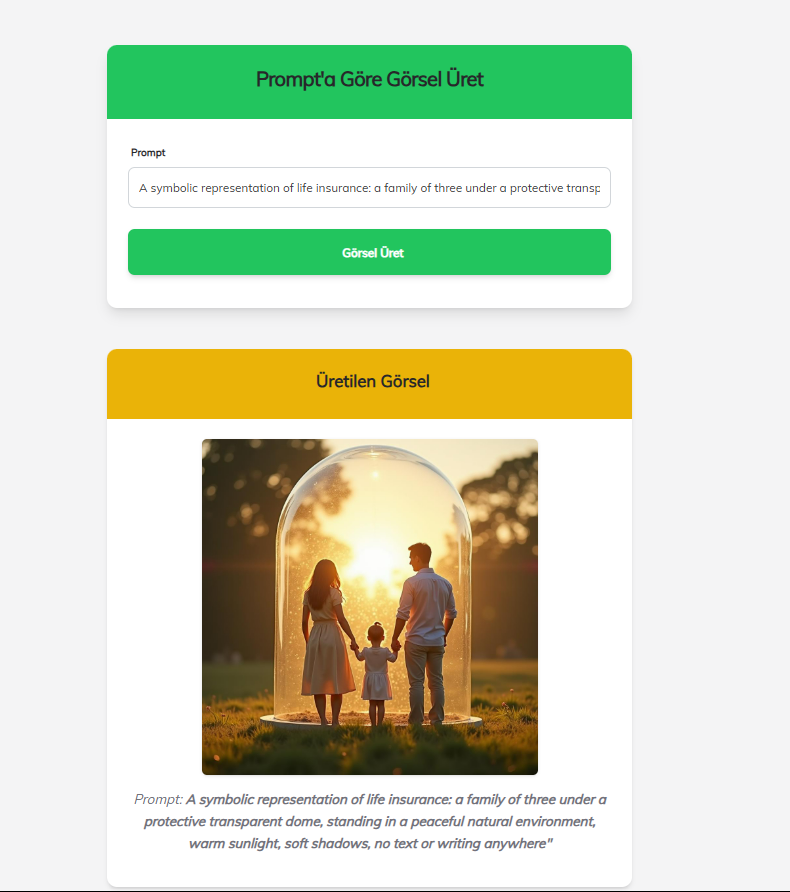 Prompt'a Göre Görsel Üret
Prompt
A symbolic representation of life insurance: a family of three under a protective transp
Görsel Üret
Üretilen Görsel
Prompt: A symbolic representation of life insurance: a family of three under a
protective transparent dome, standing in a peaceful natural environment,
warm sunlight, soft shadows, no text or writing anywhere"